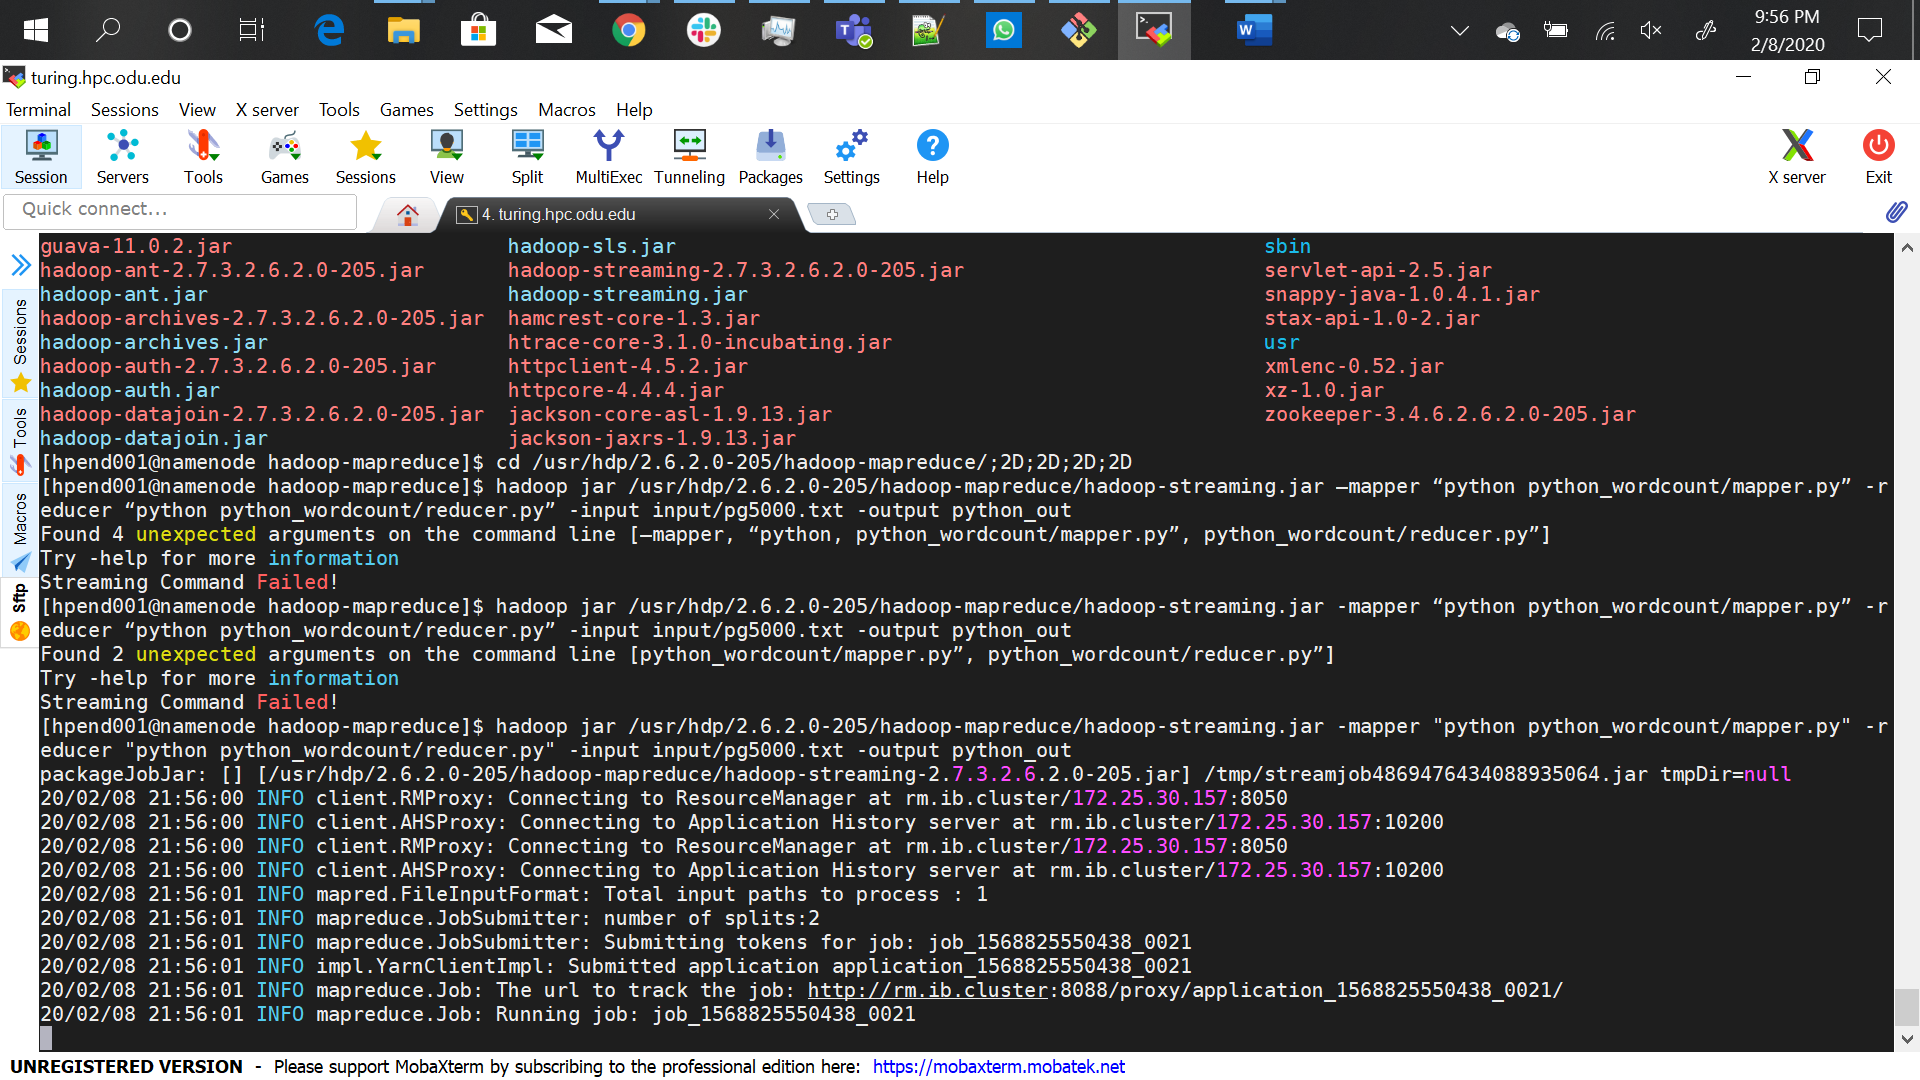 9:56 PM
2/8/2020
turing.hpc.odu.edu
Terminal Sessions View X server Tools Games Settings Macros Help
Session Servers Tools Games Sessions View Split MultiExec Tunneling Packages Settings Help X server Exit
Quick connect...
4. turing.hpc.odu.edu
Sessions
Tools
Macros
Sftp
guava-11.0.2.jar hadoop-sls.jar sbin
hadoop-ant-2.7.3.2.6.2.0-205.jar hadoop-streaming-2.7.3.2.6.2.0-205.jar servlet-api-2.5.jar
hadoop-ant.jar hadoop-streaming.jar snappy-java-1.0.4.1.jar
hadoop-archives-2.7.3.2.6.2.0-205.jar hamcrest-core-1.3.jar stax-api-1.0-2.jar
hadoop-archives.jar htrace-core-3.1.0-incubating.jar usr
hadoop-auth-2.7.3.2.6.2.0-205.jar httpclient-4.5.2.jar xmlenc-0.52.jar
hadoop-auth.jar httpcore-4.4.4.jar xz-1.0.jar
hadoop-datajoin-2.7.3.2.6.2.0-205.jar jackson-core-asl-1.9.13.jar zookeeper-3.4.6.2.6.2.0-205.jar
hadoop-datajoin.jar jackson-jaxrs-1.9.13.jar
[hpend001@namenode hadoop-mapreduce]$ cd /usr/hdp/2.6.2.0-205/hadoop-mapreduce/;2D;2D;2D;2D
[hpend001@namenode hadoop-mapreduce]$ hadoop jar /usr/hdp/2.6.2.0-205/hadoop-mapreduce/hadoop-streaming.jar –mapper “python python_wordcount/mapper.py” -r
educer “python python_wordcount/reducer.py” -input input/pg5000.txt -output python_out
Found 4 unexpected arguments on the command line [–mapper, “python, python_wordcount/mapper.py”, python_wordcount/reducer.py”]
Try -help for more information
Streaming Command Failed!
[hpend001@namenode hadoop-mapreduce]$ hadoop jar /usr/hdp/2.6.2.0-205/hadoop-mapreduce/hadoop-streaming.jar -mapper “python python_wordcount/mapper.py” -r
educer “python python_wordcount/reducer.py” -input input/pg5000.txt -output python_out
Found 2 unexpected arguments on the command line [python_wordcount/mapper.py”, python_wordcount/reducer.py”]
Try -help for more information
Streaming Command Failed!
[hpend001@namenode hadoop-mapreduce]$ hadoop jar /usr/hdp/2.6.2.0-205/hadoop-mapreduce/hadoop-streaming.jar -mapper "python python_wordcount/mapper.py" -r
educer "python python_wordcount/reducer.py" -input input/pg5000.txt -output python_out
packageJobJar: [] [/usr/hdp/2.6.2.0-205/hadoop-mapreduce/hadoop-streaming-2.7.3.2.6.2.0-205.jar] /tmp/streamjob4869476434088935064.jar tmpDir=null
20/02/08 21:56:00 INFO client.RMProxy: Connecting to ResourceManager at rm.ib.cluster/172.25.30.157:8050
20/02/08 21:56:00 INFO client.AHSProxy: Connecting to Application History server at rm.ib.cluster/172.25.30.157:10200
20/02/08 21:56:00 INFO client.RMProxy: Connecting to ResourceManager at rm.ib.cluster/172.25.30.157:8050
20/02/08 21:56:00 INFO client.AHSProxy: Connecting to Application History server at rm.ib.cluster/172.25.30.157:10200
20/02/08 21:56:01 INFO mapred.FileInputFormat: Total input paths to process : 1
20/02/08 21:56:01 INFO mapreduce.JobSubmitter: number of splits:2
20/02/08 21:56:01 INFO mapreduce.JobSubmitter: Submitting tokens for job: job_1568825550438_0021
20/02/08 21:56:01 INFO impl.YarnClientImpl: Submitted application application_1568825550438_0021
20/02/08 21:56:01 INFO mapreduce.Job: The url to track the job: http://rm.ib.cluster:8088/proxy/application_1568825550438_0021/
20/02/08 21:56:01 INFO mapreduce.Job: Running job: job_1568825550438_0021
UNREGISTERED VERSION - Please support MobaXterm by subscribing to the professional edition here: https://mobaxterm.mobatek.net